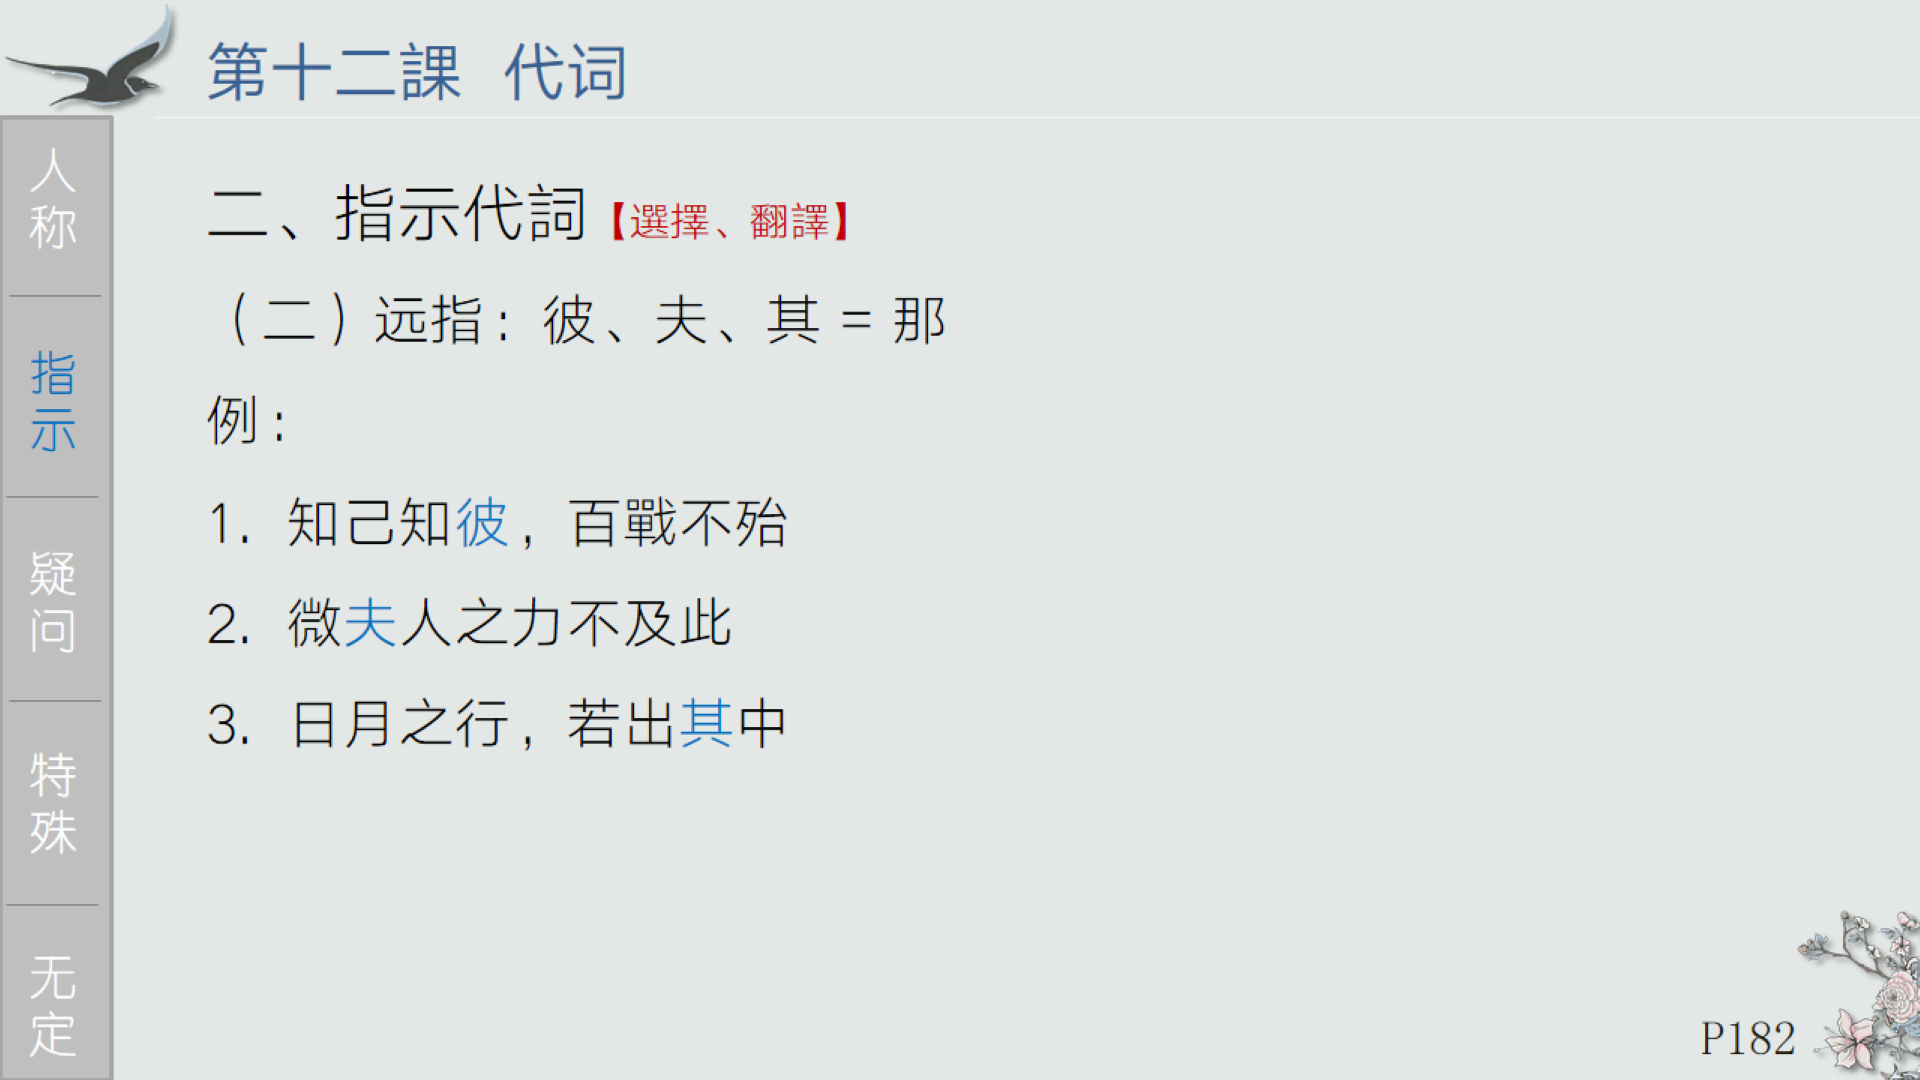 第十二課 代词
人称
指示
疑问
特殊
无定
二、指示代詞【選擇、翻譯】
（二）远指：彼、夫、其 = 那
例：
1. 知己知彼，百戰不殆
2. 微夫人之力不及此
3. 日月之行，若出其中
P182